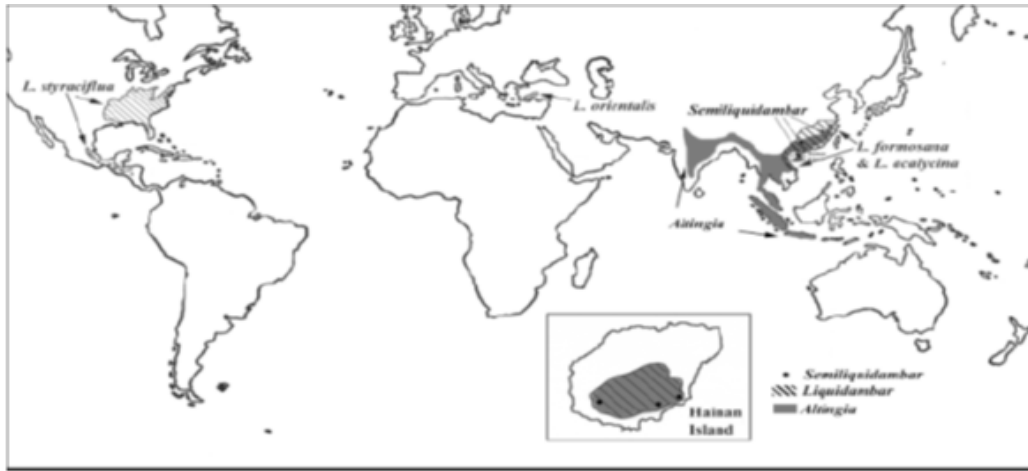 L. styraciflua
L. orientalis
Semiliquidambar
L. formosana
& L. acalycina
Altingia
Hainan
Island
Semiliquidambar
Liquidambar
Altingia